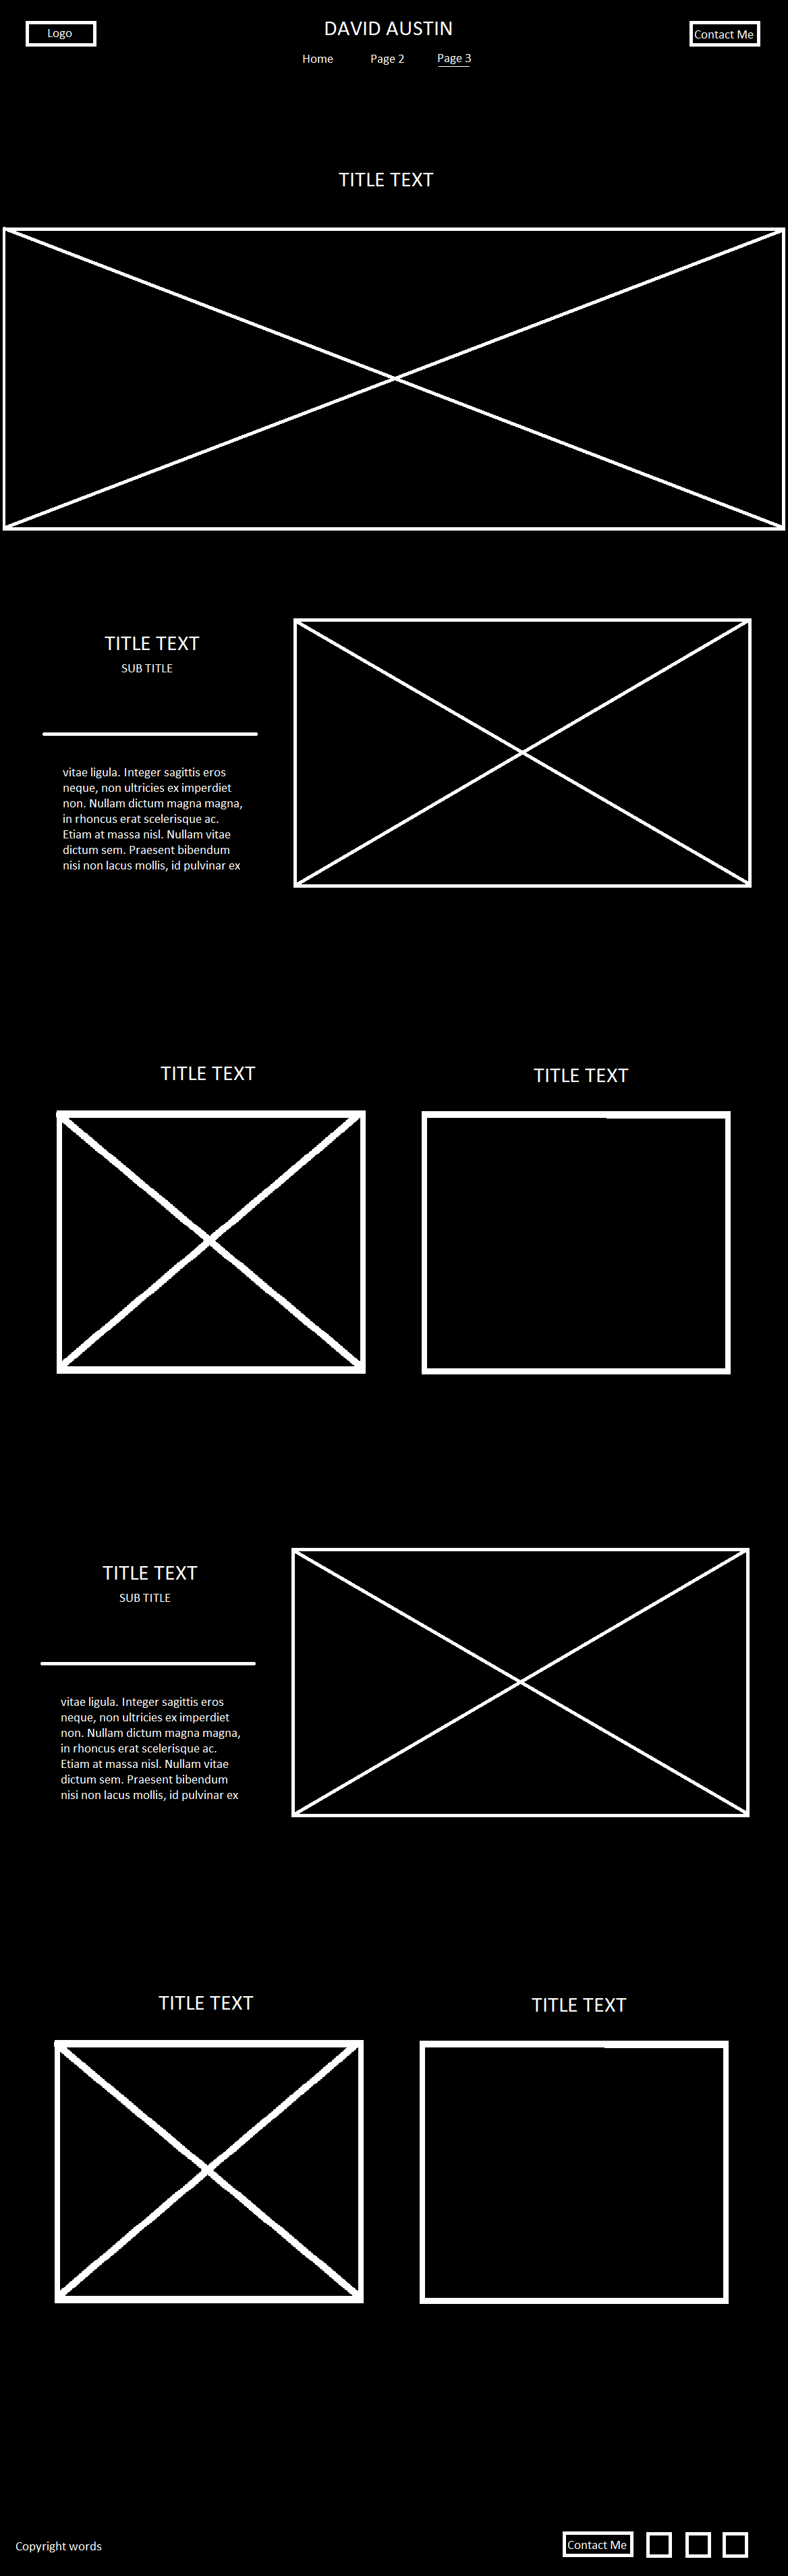 Logo
DAVID AUSTIN
Contact Me
Home
Page 2
Page 3
TITLE TEXT
TITLE TEXT
SUB TITLE
vitae ligula. Integer sagittis eros
neque, non ultricies ex imperdiet
non. Nullam dictum magna magna,
in rhoncus erat scelerisque ac.
Etiam at massa nisl. Nullam vitae
dictum sem. Praesent bibendum
nisi non lacus mollis, id pulvinar ex
TITLE TEXT
TITLE TEXT
TITLE TEXT
SUB TITLE
vitae ligula. Integer sagittis eros
neque, non ultricies ex imperdiet
non. Nullam dictum magna magna,
in rhoncus erat scelerisque ac.
Etiam at massa nisl. Nullam vitae
dictum sem. Praesent bibendum
nisi non lacus mollis, id pulvinar ex
TITLE TEXT
TITLE TEXT
Copyright words
Contact Me